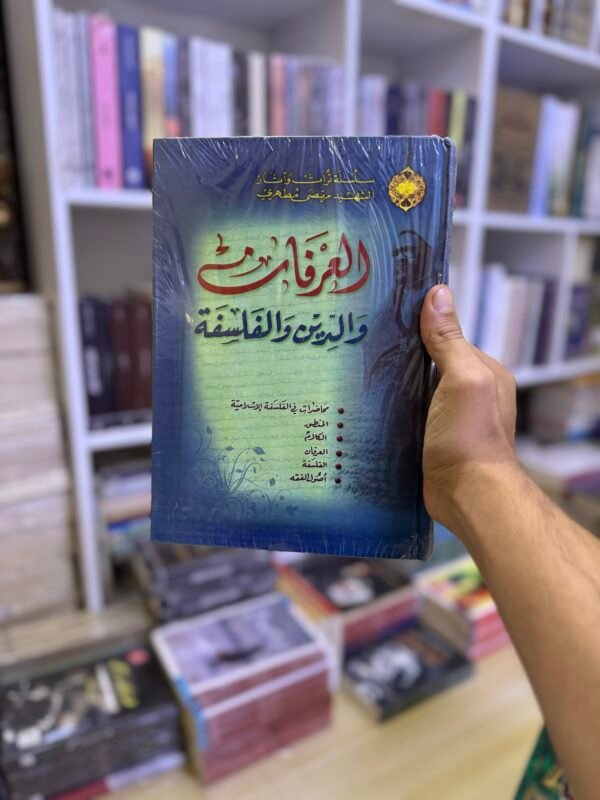 سلسلة تراث وآثار
الشهيد مرتضى مطهري
العرفان
والدين والفلسفة
محاضرات في الفلسفة الإسلامية
المنطق
الكلام
العرفان
الفلسفة
أصول الفقه